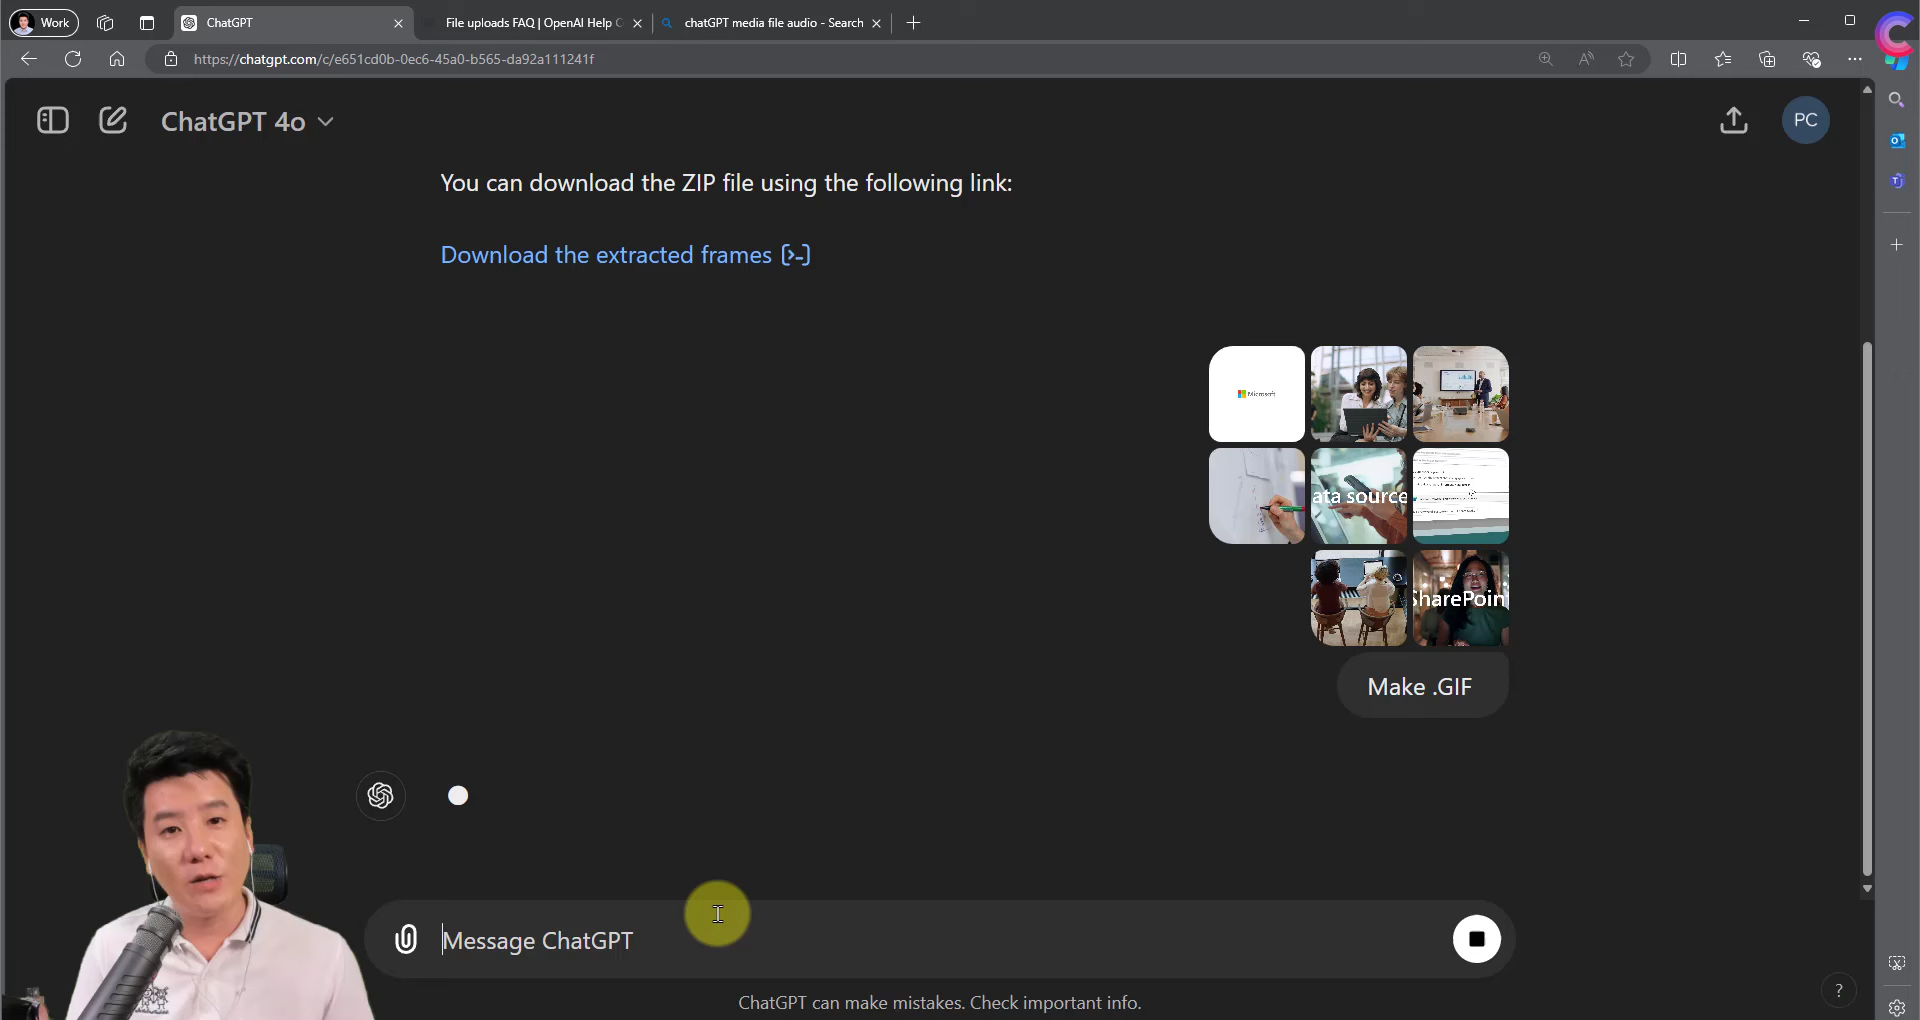 Work
ChatGPT
File uploads FAQ | OpenAI Help C
chatGPT media file audio - Search
https://chatgpt.com/c/e651cd0b-0ec6-45a0-b565-da92a111241f
ChatGPT 4o
PC
You can download the ZIP file using the following link:
Download the extracted frames
Microsoft
ata source
SharePoin
Make .GIF
Message ChatGPT
ChatGPT can make mistakes. Check important info.
?